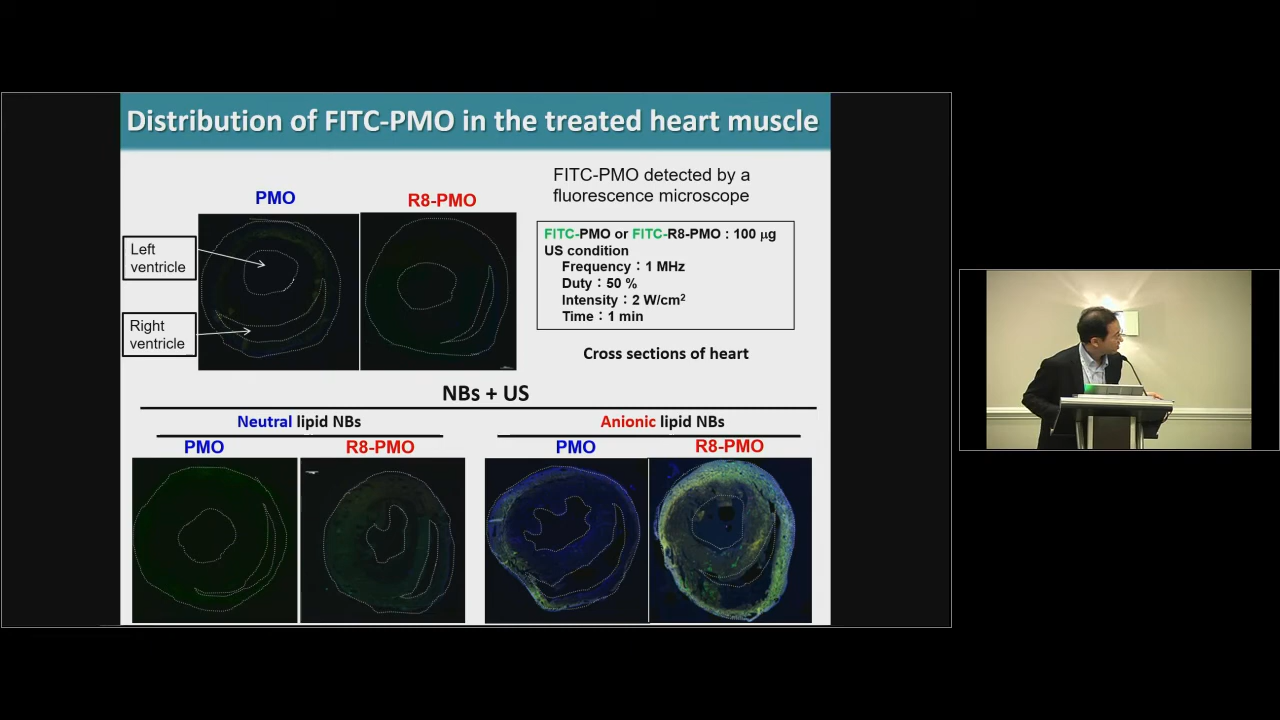 Distribution of FITC-PMO in the treated heart muscle
FITC-PMO detected by a
fluorescence microscope
PMO
R8-PMO
FITC-PMO or FITC-R8-PMO : 100 µg
US condition
Frequency : 1 MHz
Duty : 50 %
Intensity : 2 W/cm²
Time : 1 min
Left
ventricle
Right
ventricle
Cross sections of heart
NBs + US
Neutral lipid NBs
Anionic lipid NBs
PMO
R8-PMO
PMO
R8-PMO